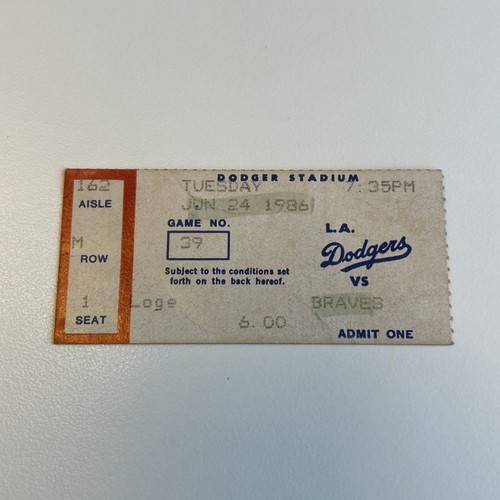 DODGER STADIUM
162 TUESDAY 7:35PM
AISLE JUN 24 1986
GAME NO.
M 39
ROW
L.A.
Dodgers
VS
Subject to the conditions set
forth on the back hereof.
1 Loge BRAVES
SEAT 6.00
ADMIT ONE